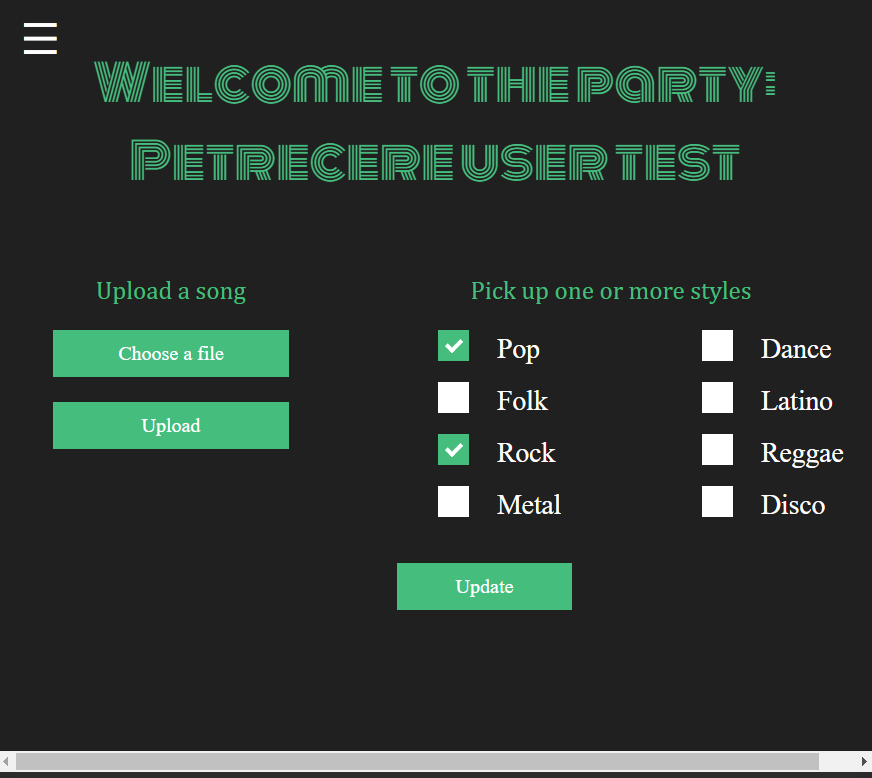 Welcome to the party:
Petrecere user test
Upload a song
Choose a file
Upload
Pick up one or more styles
Pop
Dance
Folk
Latino
Rock
Reggae
Metal
Disco
Update